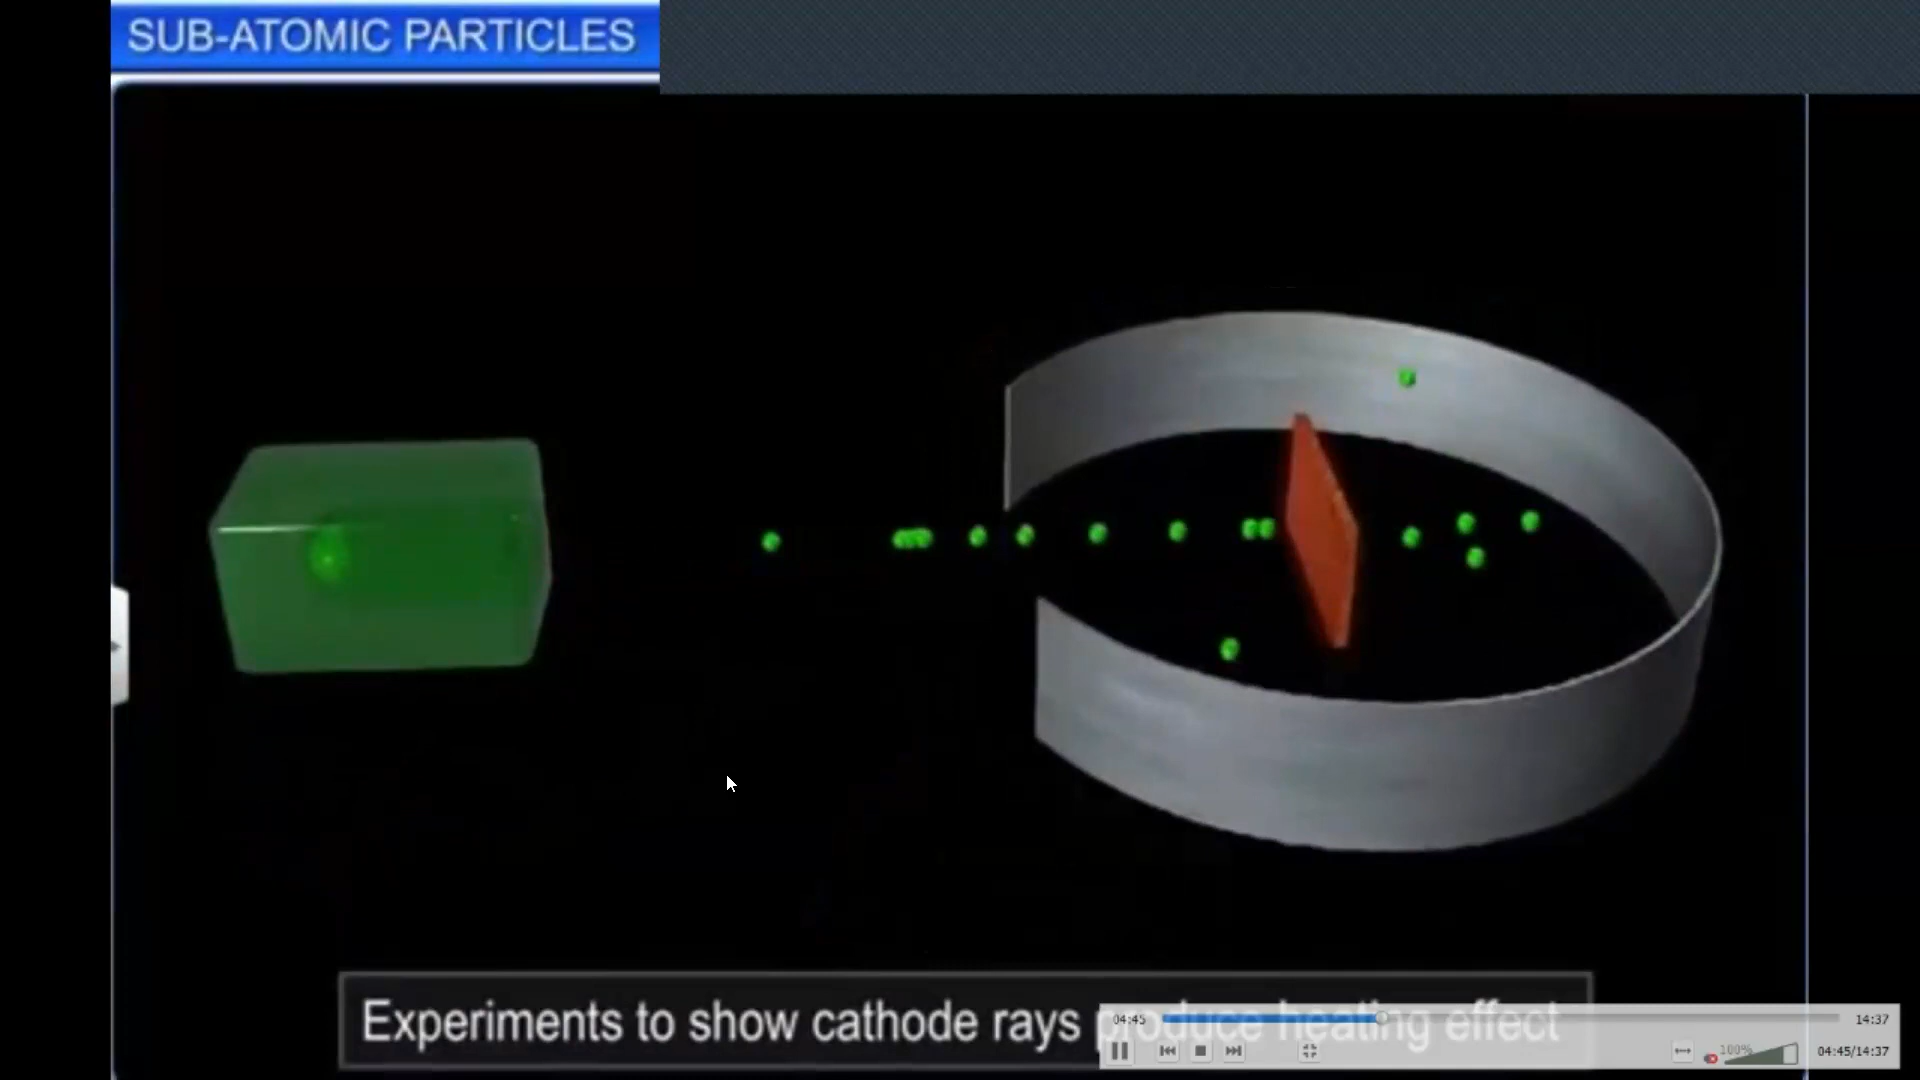 SUB-ATOMIC PARTICLES
Experiments to show cathode rays produce heating effect
04:45
14:37
100%
04:45/14:37